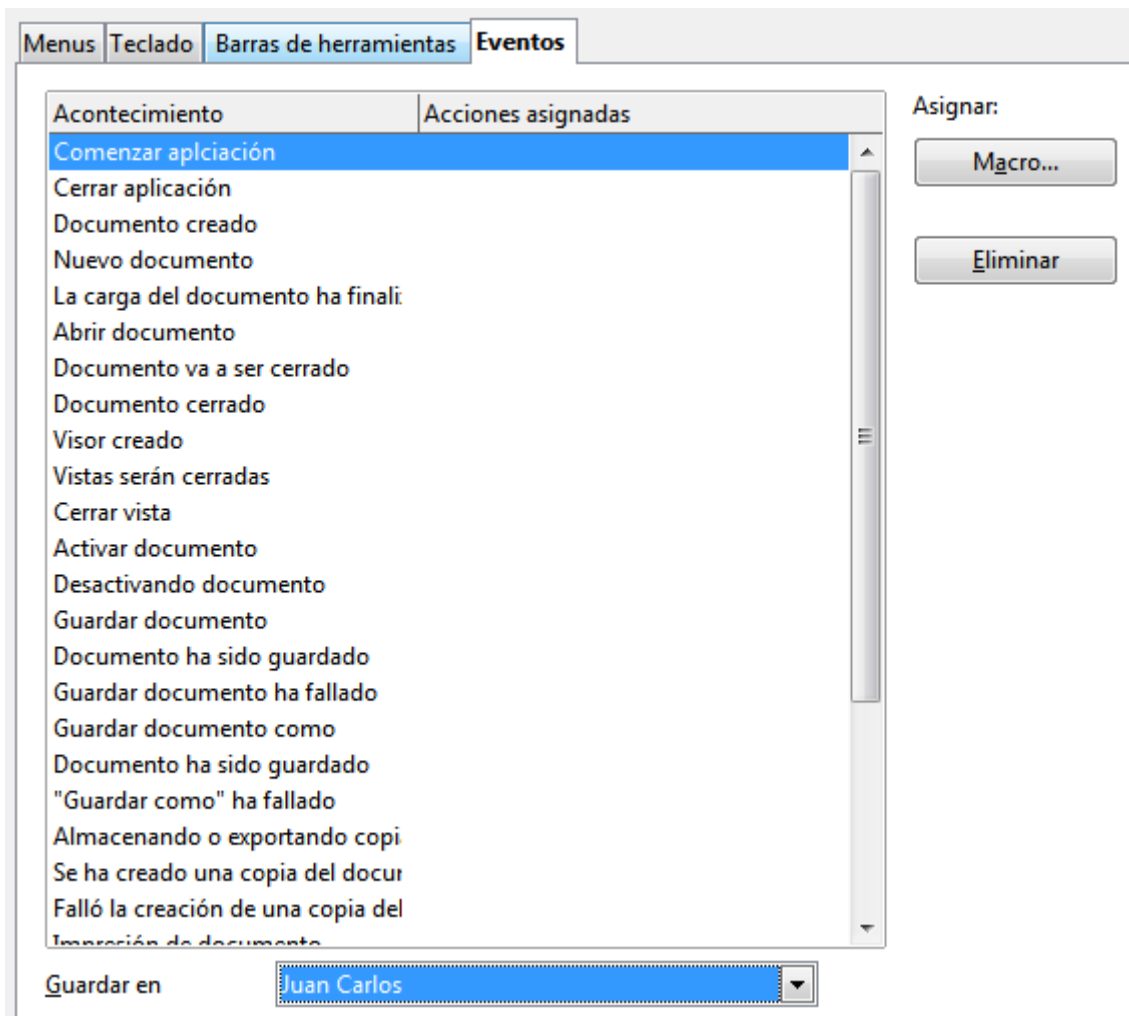 Menus Teclado Barras de herramientas Eventos
Acontecimiento Acciones asignadas
Asignar:
Comenzar aplciación
Macro...
Cerrar aplicación
Documento creado
Nuevo documento
Eliminar
La carga del documento ha finali
Abrir documento
Documento va a ser cerrado
Documento cerrado
Visor creado
Vistas serán cerradas
Cerrar vista
Activar documento
Desactivando documento
Guardar documento
Documento ha sido guardado
Guardar documento ha fallado
Guardar documento como
Documento ha sido guardado
"Guardar como" ha fallado
Almacenando o exportando copi
Se ha creado una copia del docu
Falló la creación de una copia del
Impresión de documento
Guardar en Juan Carlos